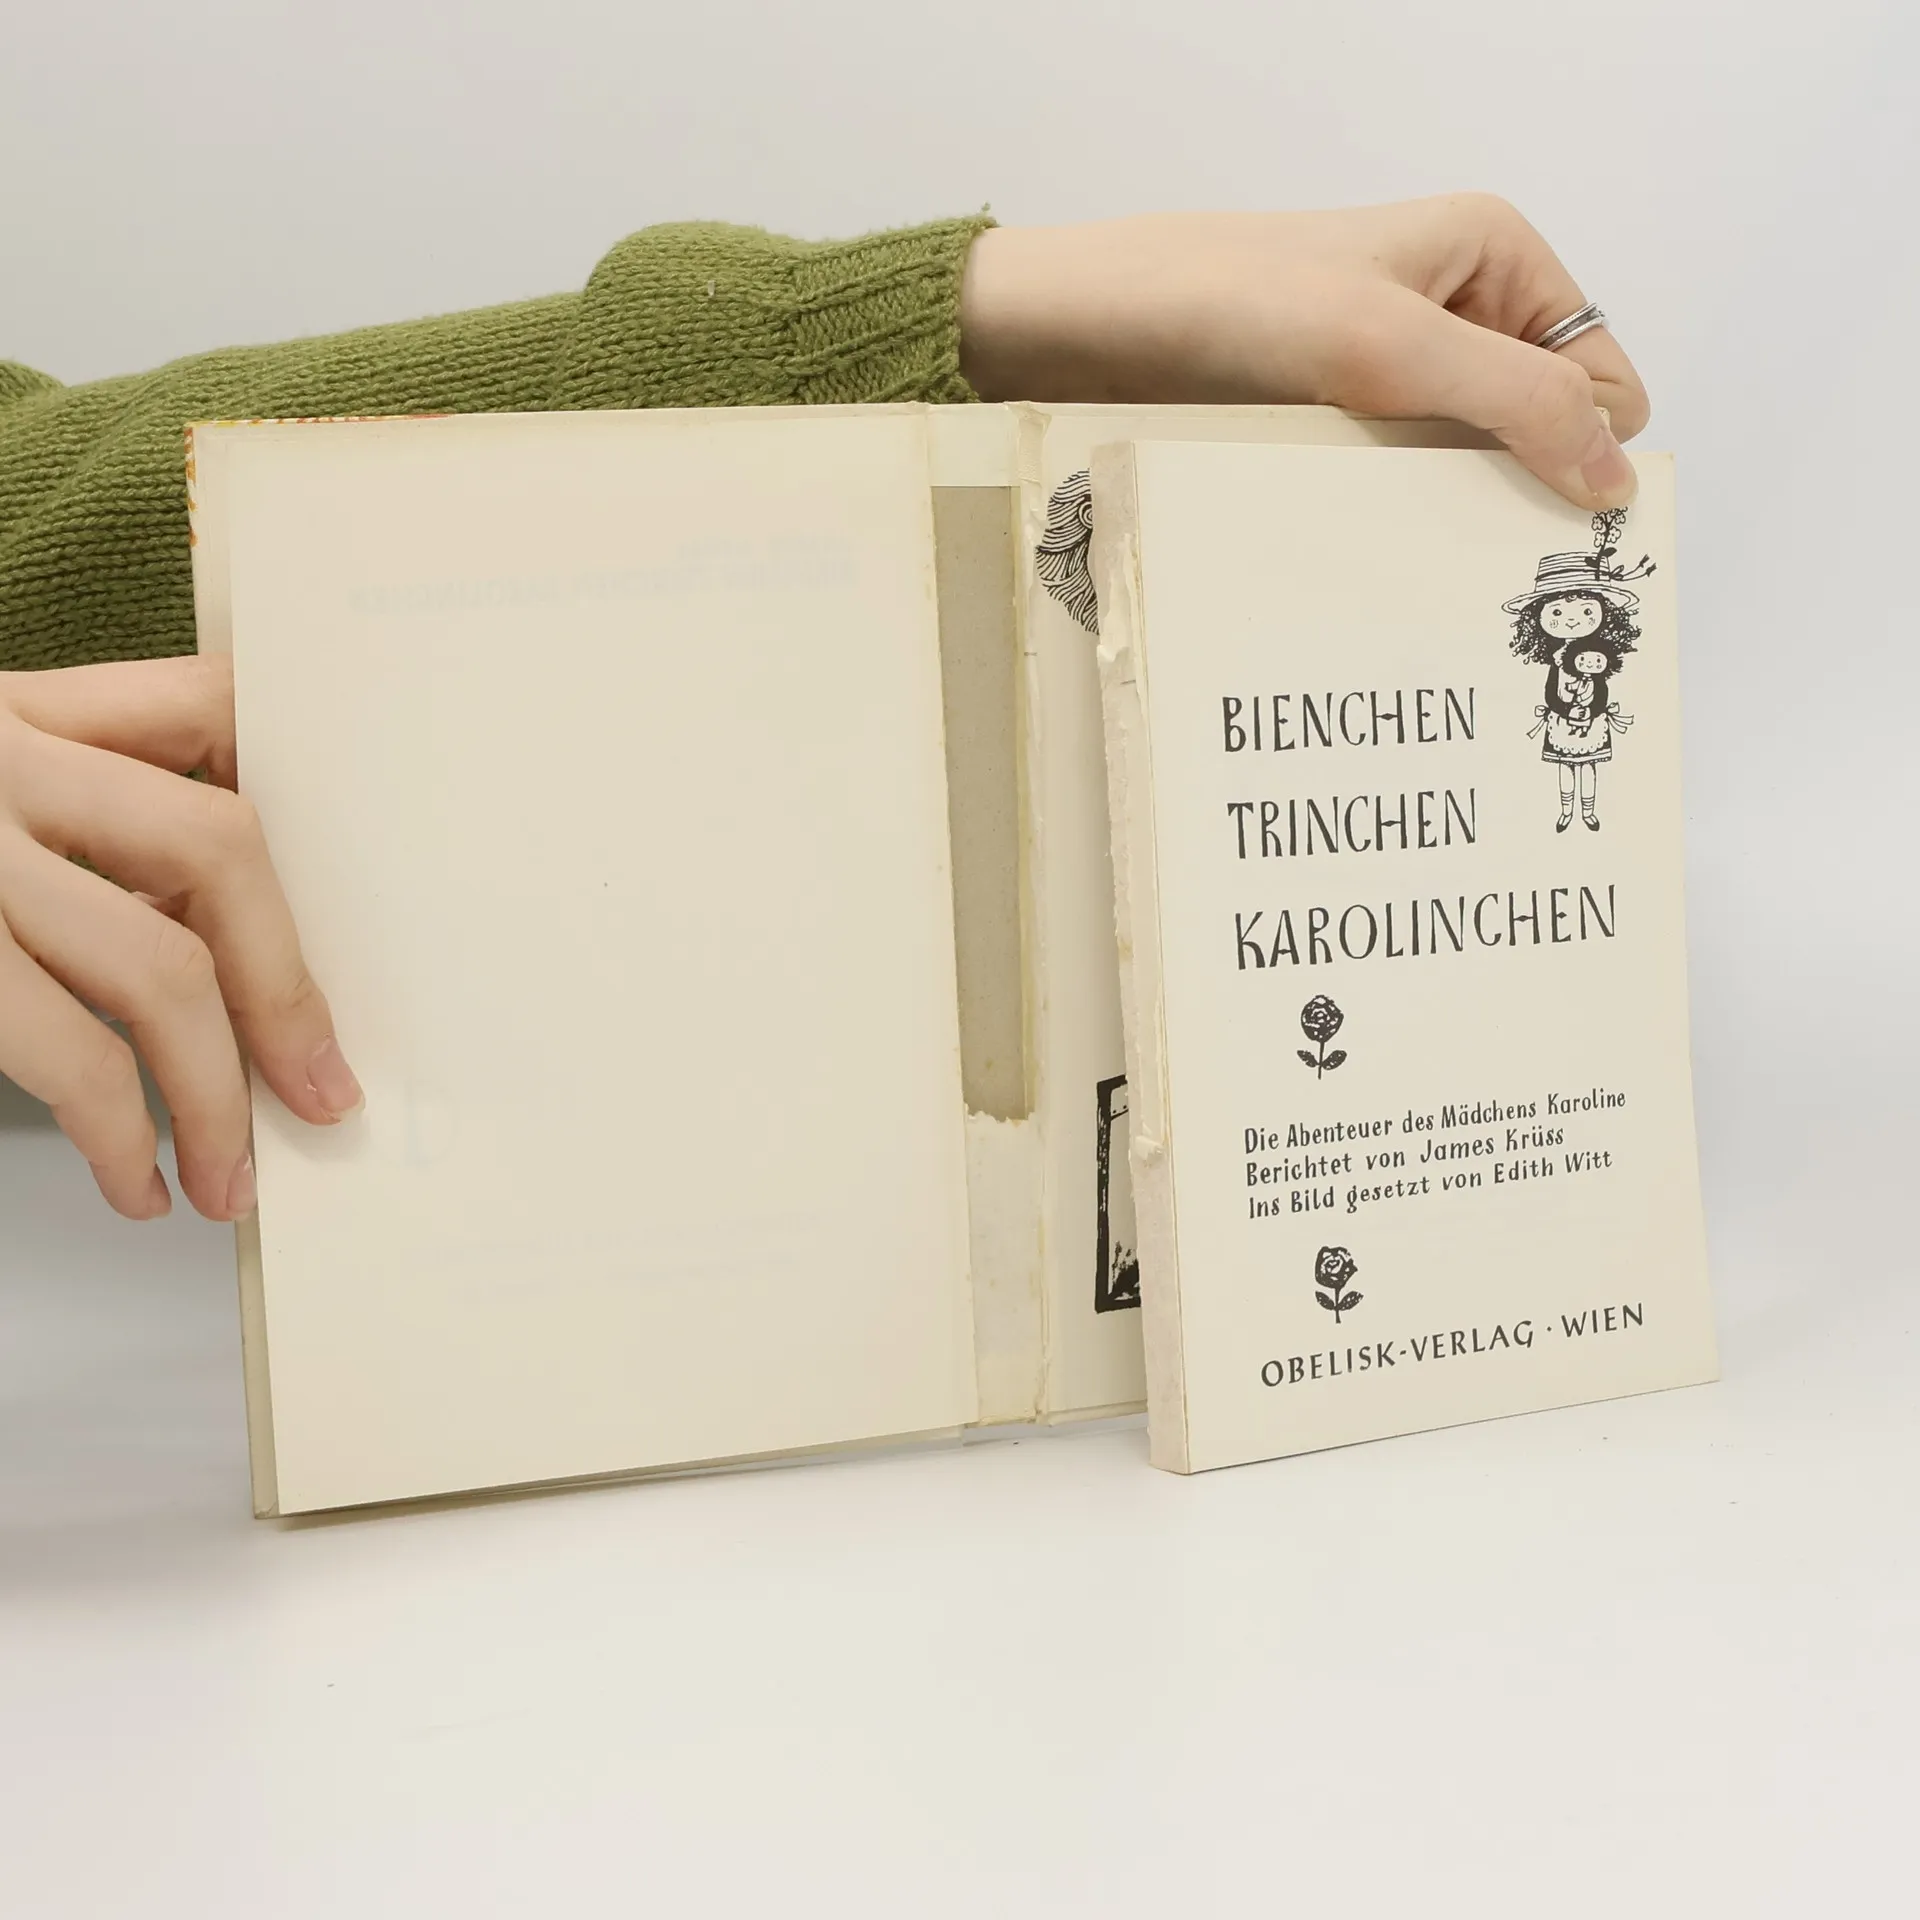 BIENCHEN
TRINCHEN
KAROLINCHEN
Die Abenteuer des Mädchens Karoline
Berichtet von James Krüss
Ins Bild gesetzt von Edith Witt
OBELISK-VERLAG · WIEN